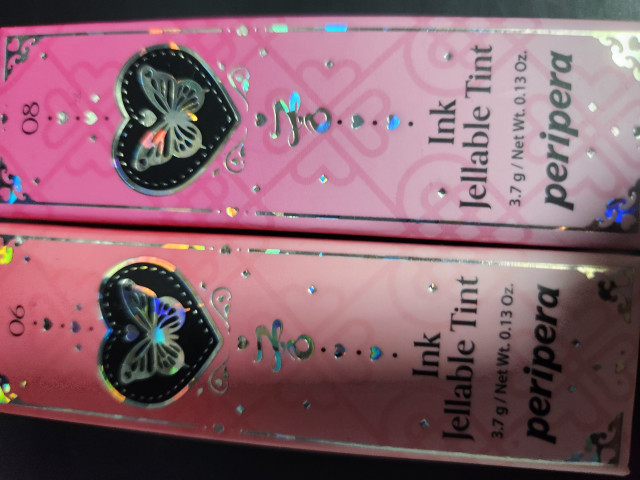 08
Ink
Jellable Tint
3.7 g / Net Wt. 0.13 Oz.
peripera
06
Ink
Jellable Tint
3.7 g / Net Wt. 0.13 Oz.
peripera